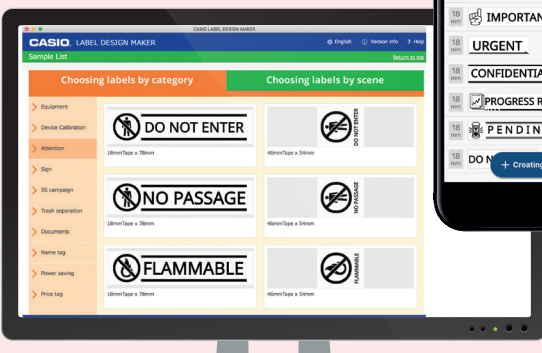 CASIO LABEL DESIGN MAKER
CASIO. LABEL DESIGN MAKER
English
Version info
? Help
Sample List
Return to top
Choosing labels by category
Choosing labels by scene
Equipment
Device Calibration
Attention
Sign
5S campaign
Trash separation
Documents
Name tag
Power saving
Price tag
DO NOT ENTER
18mmTape x 78mm
DO NOT ENTER
46mmTape x 54mm
NO PASSAGE
18mmTape x 78mm
NO PASSAGE
46mmTape x 54mm
FLAMMABLE
18mmTape x 78mm
FLAMMABLE
46mmTape x 54mm
18 mm IMPORTAN
18 mm URGENT
18 mm CONFIDENTIA
18 mm PROGRESS R
18 mm PENDIN
18 mm DO N
+ Creating